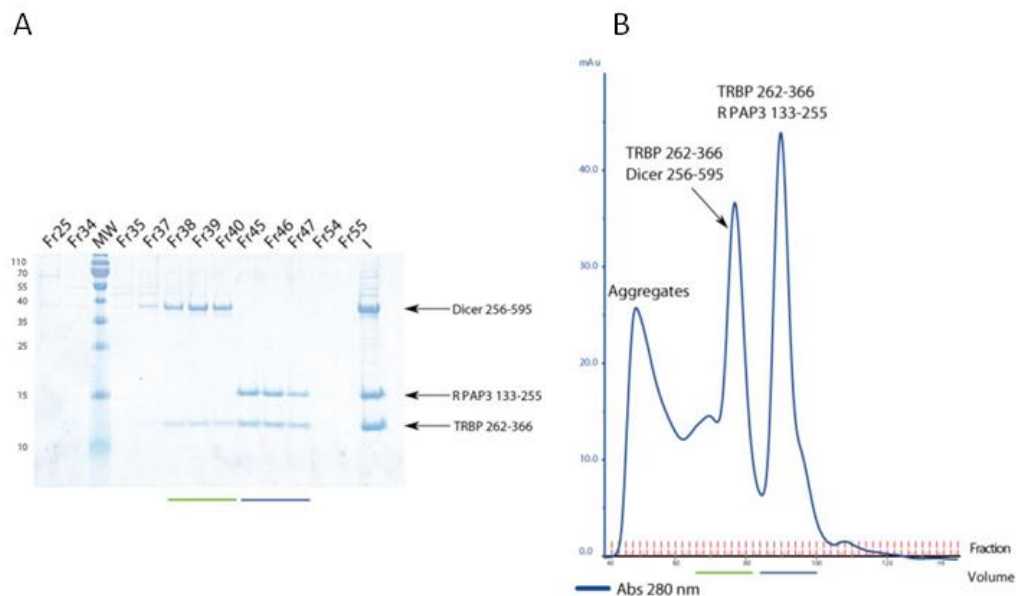 A
Fr25 Fr34 MW Fr35 Fr37 Fr38 Fr39 Fr40 Fr45 Fr46 Fr47 Fr54 Fr55 I
110
70
55
40
35
25
15
10
Dicer 256-595
R PAP3 133-255
TRBP 262-366
B
mAu
40.0
30.0
20.0
10.0
0.0
TRBP 262-366
R PAP3 133-255
TRBP 262-366
Dicer 256-595
Aggregates
40 60 80 100 120
Fraction
Volume
Abs 280 nm